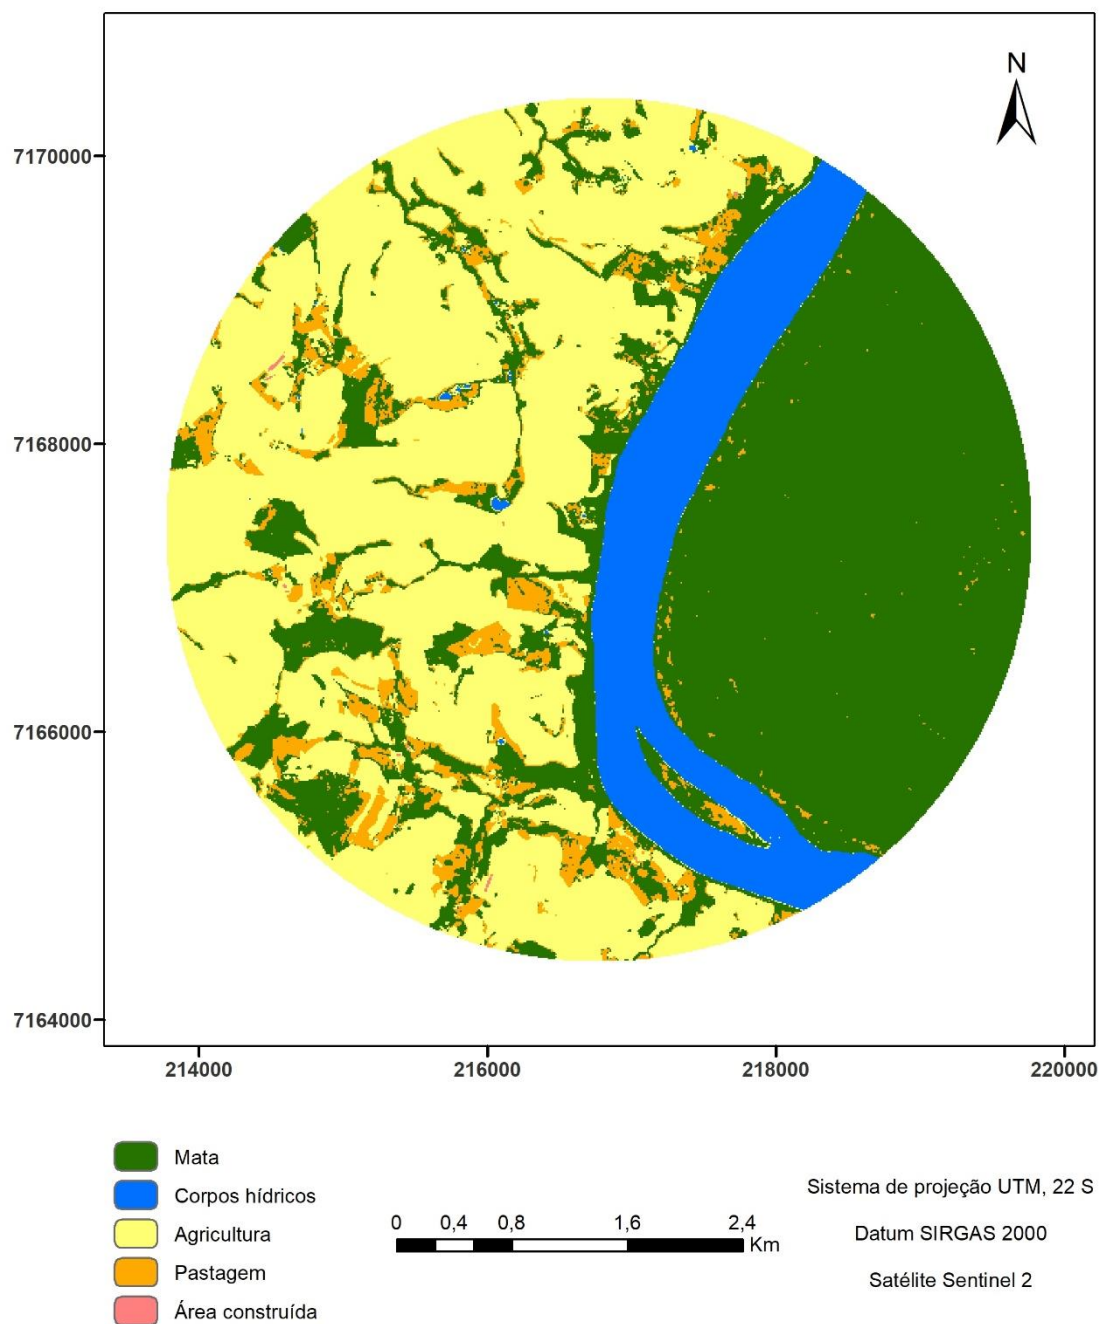 N
7170000
7168000
7166000
7164000
214000
216000
218000
220000
Mata
Corpos hídricos
Agricultura
Pastagem
Área construída
0 0,4 0,8 1,6 2,4
Km
Sistema de projeção UTM, 22 S
Datum SIRGAS 2000
Satélite Sentinel 2